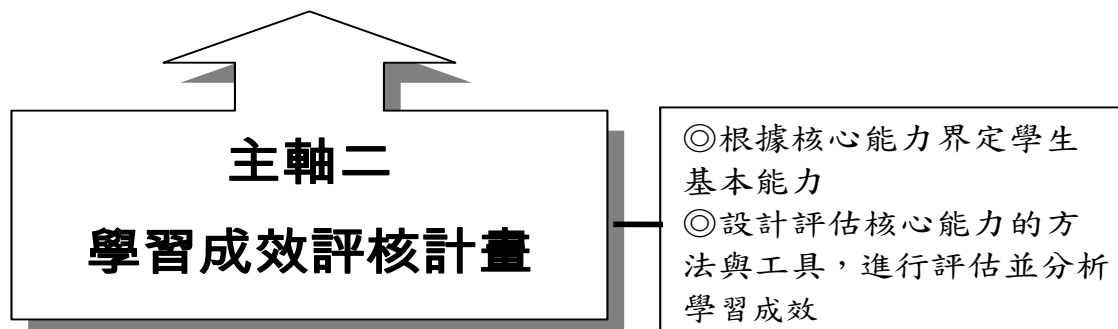 主軸二
學習成效評核計畫
◎根據核心能力界定學生
基本能力
◎設計評估核心能力的方
法與工具，進行評估並分析
學習成效